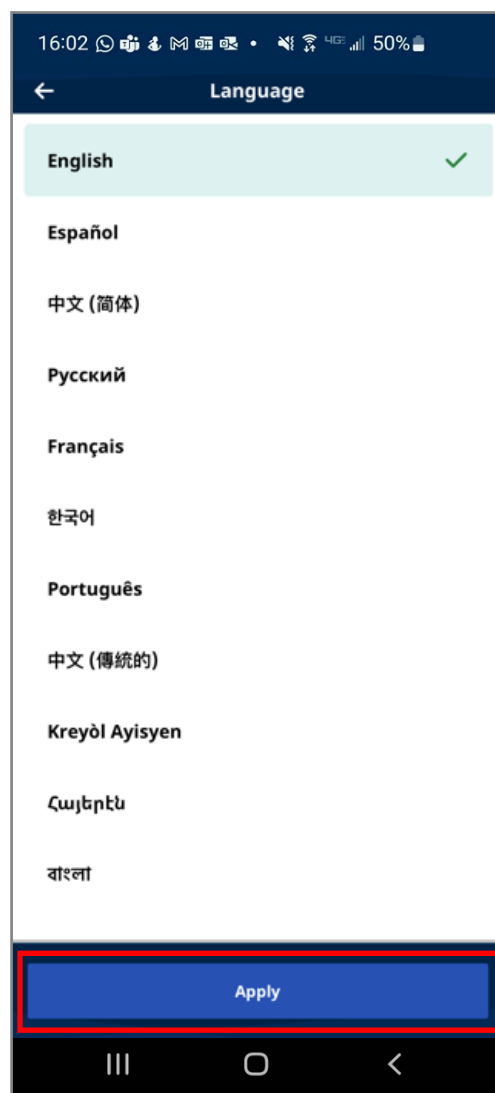 16:02 4GE 50%
Language
English
Español
中文 (简体)
Русский
Français
한국어
Português
中文 (傳統的)
Kreyòl Ayisyen
Հայերէն
বাংলা
Apply